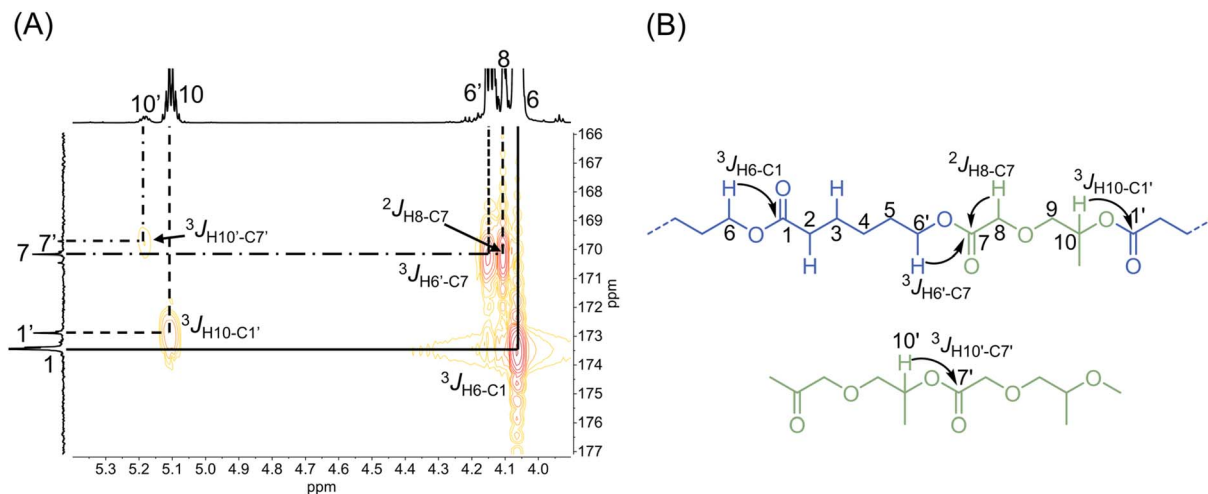 (A)
10’ 10 6’ 8 6
166
167
168
169
170
171
172
173
174
175
176
177
ppm
7’
7
1’
1
³J_H10’-C7’
²J_H8-C7
³J_H6’-C7
³J_H10-C1’
³J_H6-C1
5.3 5.2 5.1 5.0 4.9 4.8 4.7 4.6 4.5 4.4 4.3 4.2 4.1 4.0
ppm
(B)
³J_H6-C1 ²J_H8-C7 ³J_H10-C1'
H O H H H
6 O 1 2 3 4 5 6' O 7 8 O 9 10 O 1'
H H O O
³J_H6'-C7
10' ³J_H10'-C7'
H 7'
O O O O O
O O